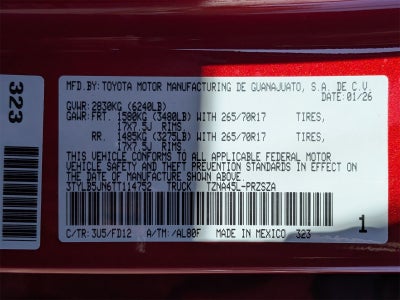 323
MFD.BY:TOYOTA MOTOR MANUFACTURING DE GUANAJUATO, S.A. DE C.V.
DATE:01/26
GVWR:2830KG (6240LB)
GAWR:FRT. 1580KG (3480LB) WITH 265/70R17 TIRES,
17X7.5J RIMS,
RR. 1485KG (3275LB) WITH 265/70R17 TIRES,
17X7.5J RIMS
THIS VEHICLE CONFORMS TO ALL APPLICABLE FEDERAL MOTOR
VEHICLE SAFETY AND THEFT PREVENTION STANDARDS IN EFFECT ON
THE DATE OF MANUFACTURE SHOWN ABOVE.
3TYLB5JN6TT114752 TRUCK TZNA45L-PRZSZA
1
C/TR:3U5/FD12 A/TM:/AL80F MADE IN MEXICO 323